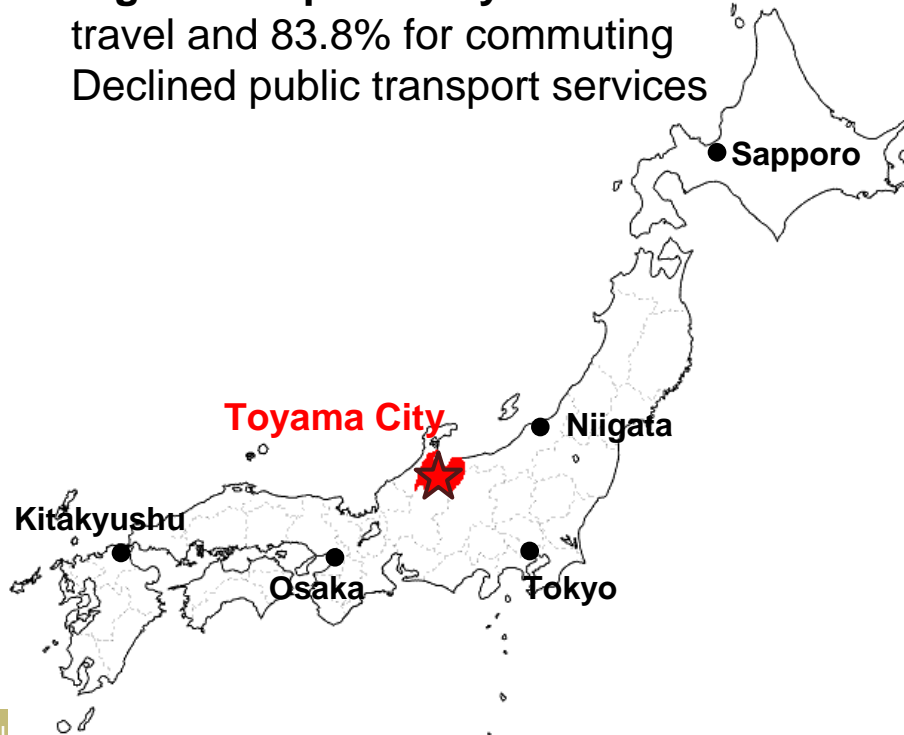 travel and 83.8% for commuting
Declined public transport services
Sapporo
Toyama City
Niigata
Kitakyushu
Osaka
Tokyo